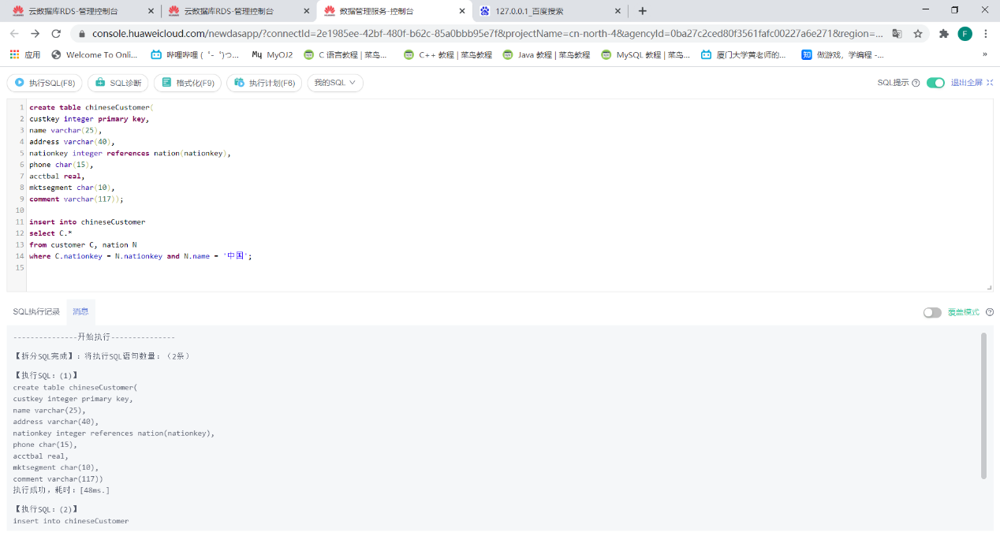 云数据库RDS-管理控制台
云数据库RDS-管理控制台
数据管理服务-控制台
127.0.0.1_百度搜索
console.huaweicloud.com/newdasapp/?connectId=2e1985ee-42bf-480f-b62c-85a0bbb95e7f&projectName=cn-north-4&agencyId=0ba27c2ced80f3561fafc00227a6e271&region=...
F
应用 Welcome To Onli... 哔哩哔哩 (゜-゜)つ... My MyOJ2 C 语言教程 | 菜鸟... C++ 教程 | 菜鸟教程 Java 教程 | 菜鸟教程 MySQL 教程 | 菜鸟... 厦门大学黄老师的... 知 做游戏，学编程 -... »
执行SQL(F8) SQL诊断 格式化(F9) 执行计划(F6) 我的SQL SQL提示 退出全屏
1 create table chineseCustomer(
2 custkey integer primary key,
3 name varchar(25),
4 address varchar(40),
5 nationkey integer references nation(nationkey),
6 phone char(15),
7 acctbal real,
8 mktsegment char(10),
9 comment varchar(117));
10
11 insert into chineseCustomer
12 select C.*
13 from customer C, nation N
14 where C.nationkey = N.nationkey and N.name = '中国';
15
SQL执行记录 消息 覆盖模式
---------------开始执行---------------
【拆分SQL完成】：将执行SQL语句数量：（2条）
【执行SQL：(1)】
create table chineseCustomer(
custkey integer primary key,
name varchar(25),
address varchar(40),
nationkey integer references nation(nationkey),
phone char(15),
acctbal real,
mktsegment char(10),
comment varchar(117))
执行成功，耗时：[48ms.]
【执行SQL：(2)】
insert into chineseCustomer